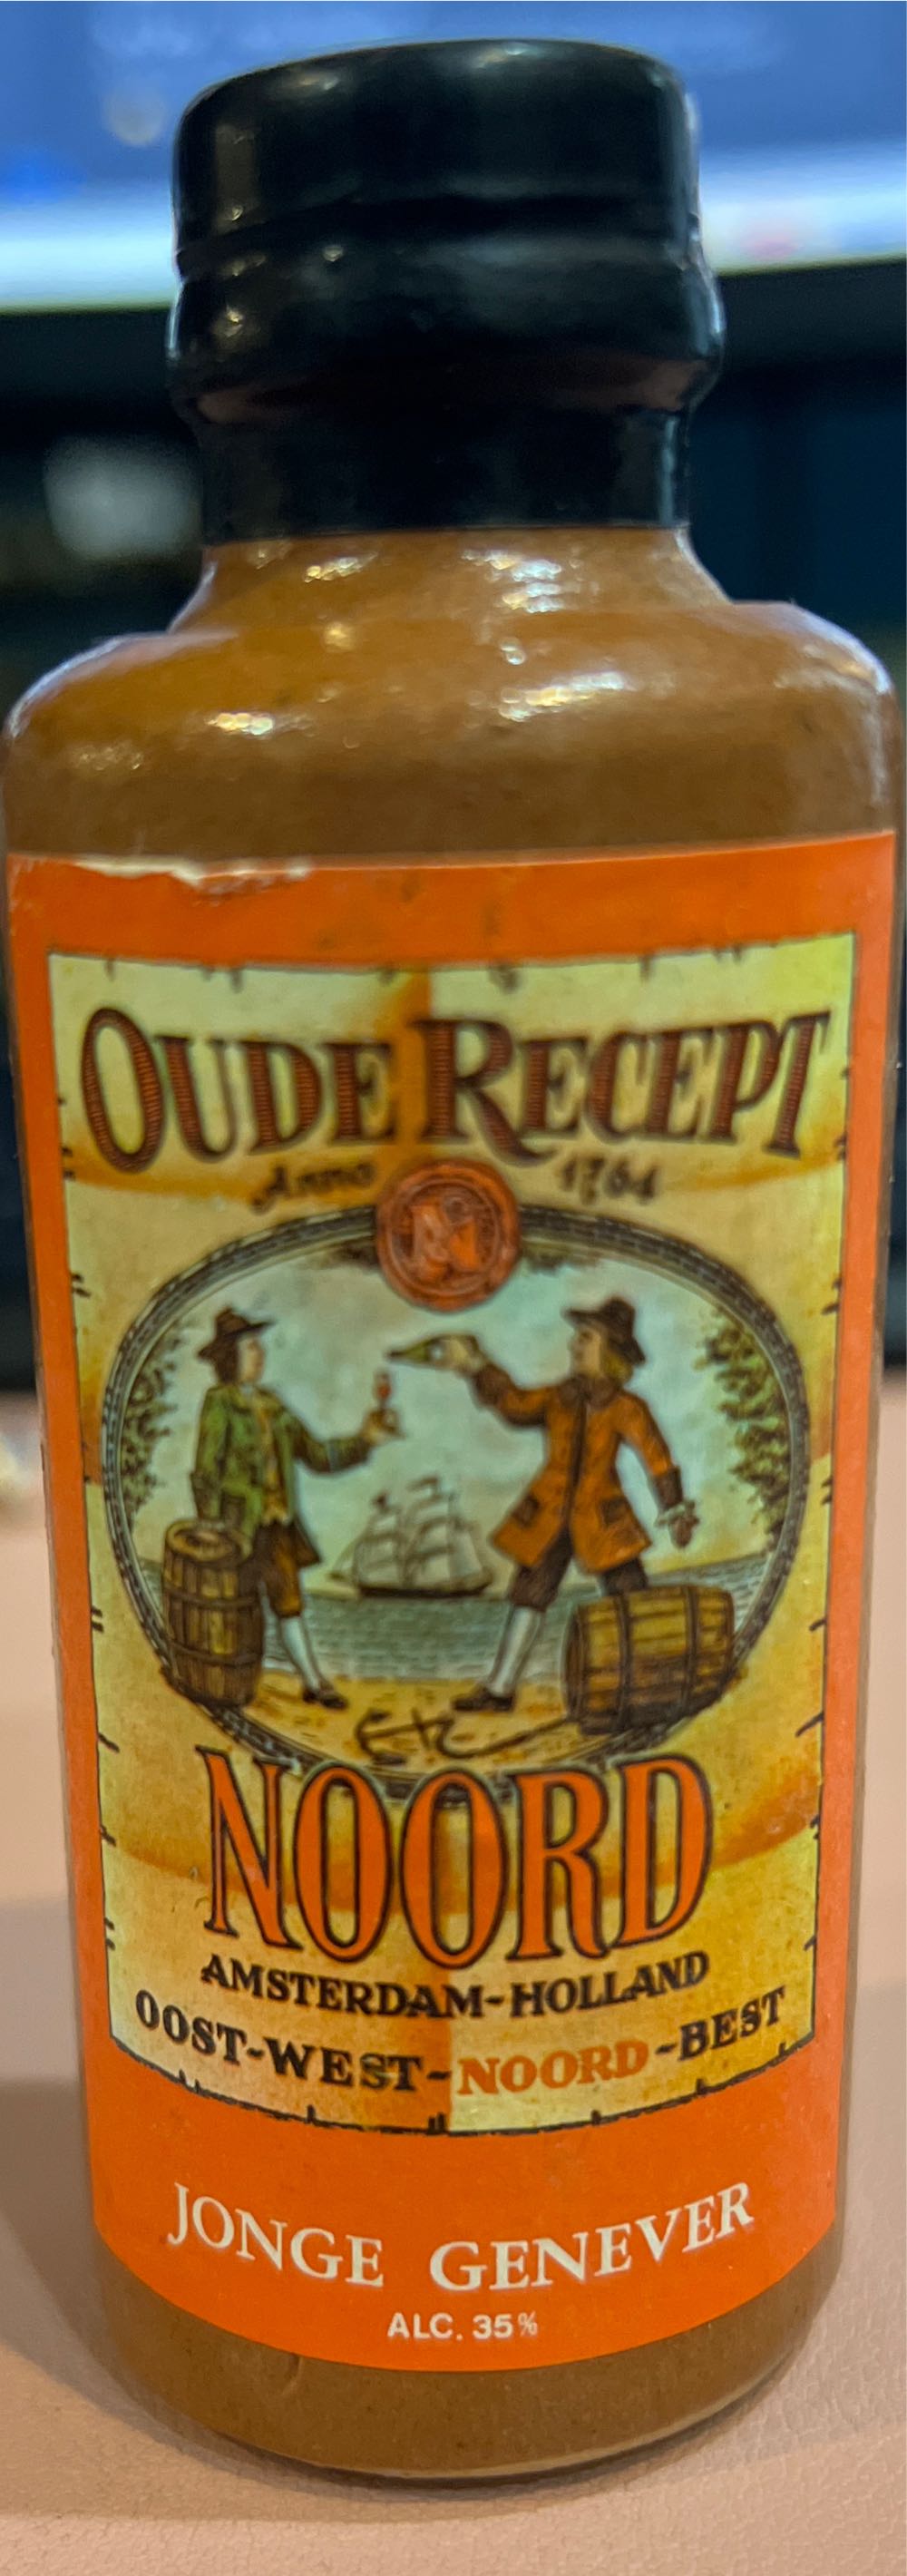 OUDE RECEPT
Anno 1764
N
NOORD
AMSTERDAM-HOLLAND
OOST-WEST-NOORD-BEST
JONGE GENEVER
ALC. 35%